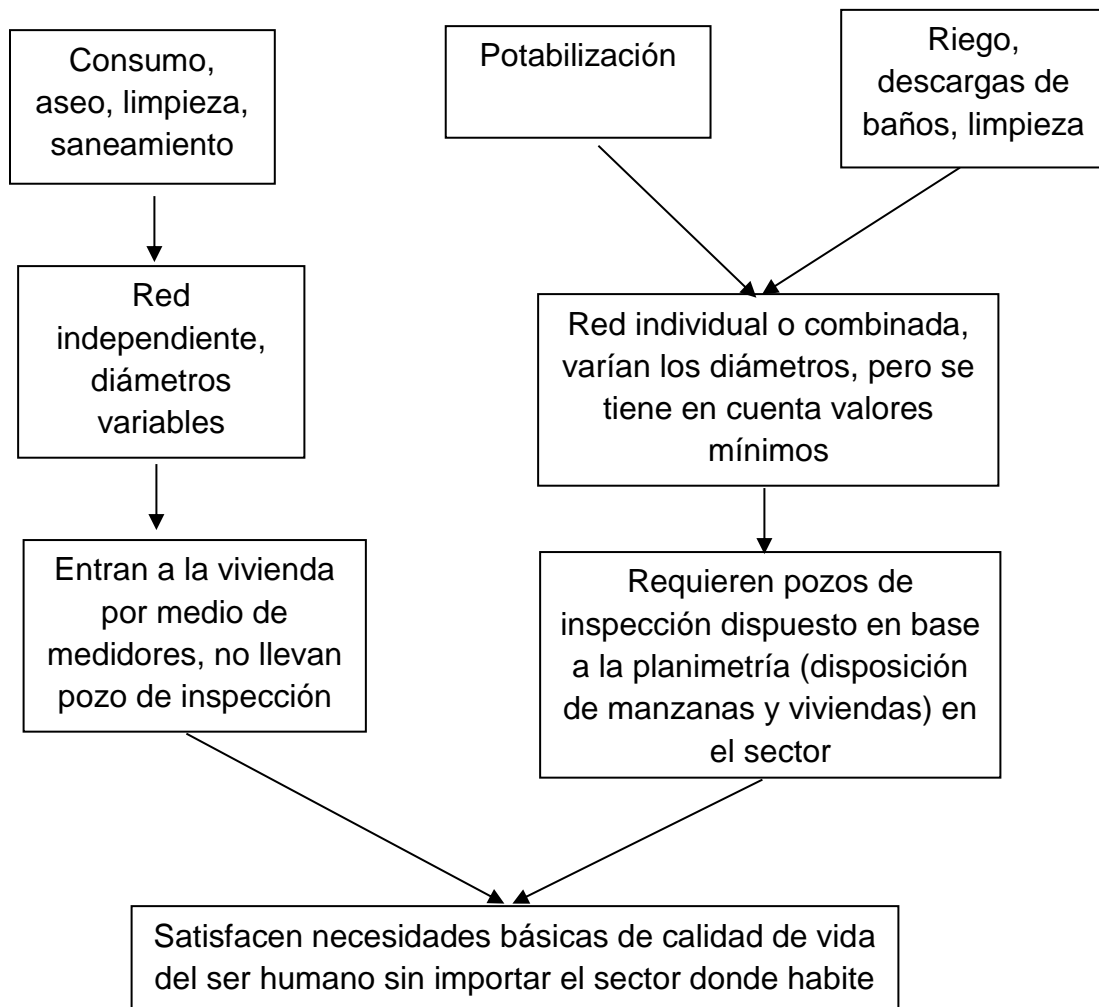 Consumo,
aseo, limpieza,
saneamiento
Potabilización
Riego,
descargas de
baños, limpieza
Red
independiente,
diámetros
variables
Red individual o combinada,
varían los diámetros, pero se
tiene en cuenta valores
mínimos
Entran a la vivienda
por medio de
medidores, no llevan
pozo de inspección
Requieren pozos de
inspección dispuesto en base
a la planimetría (disposición
de manzanas y viviendas) en
el sector
Satisfacen necesidades básicas de calidad de vida
del ser humano sin importar el sector donde habite